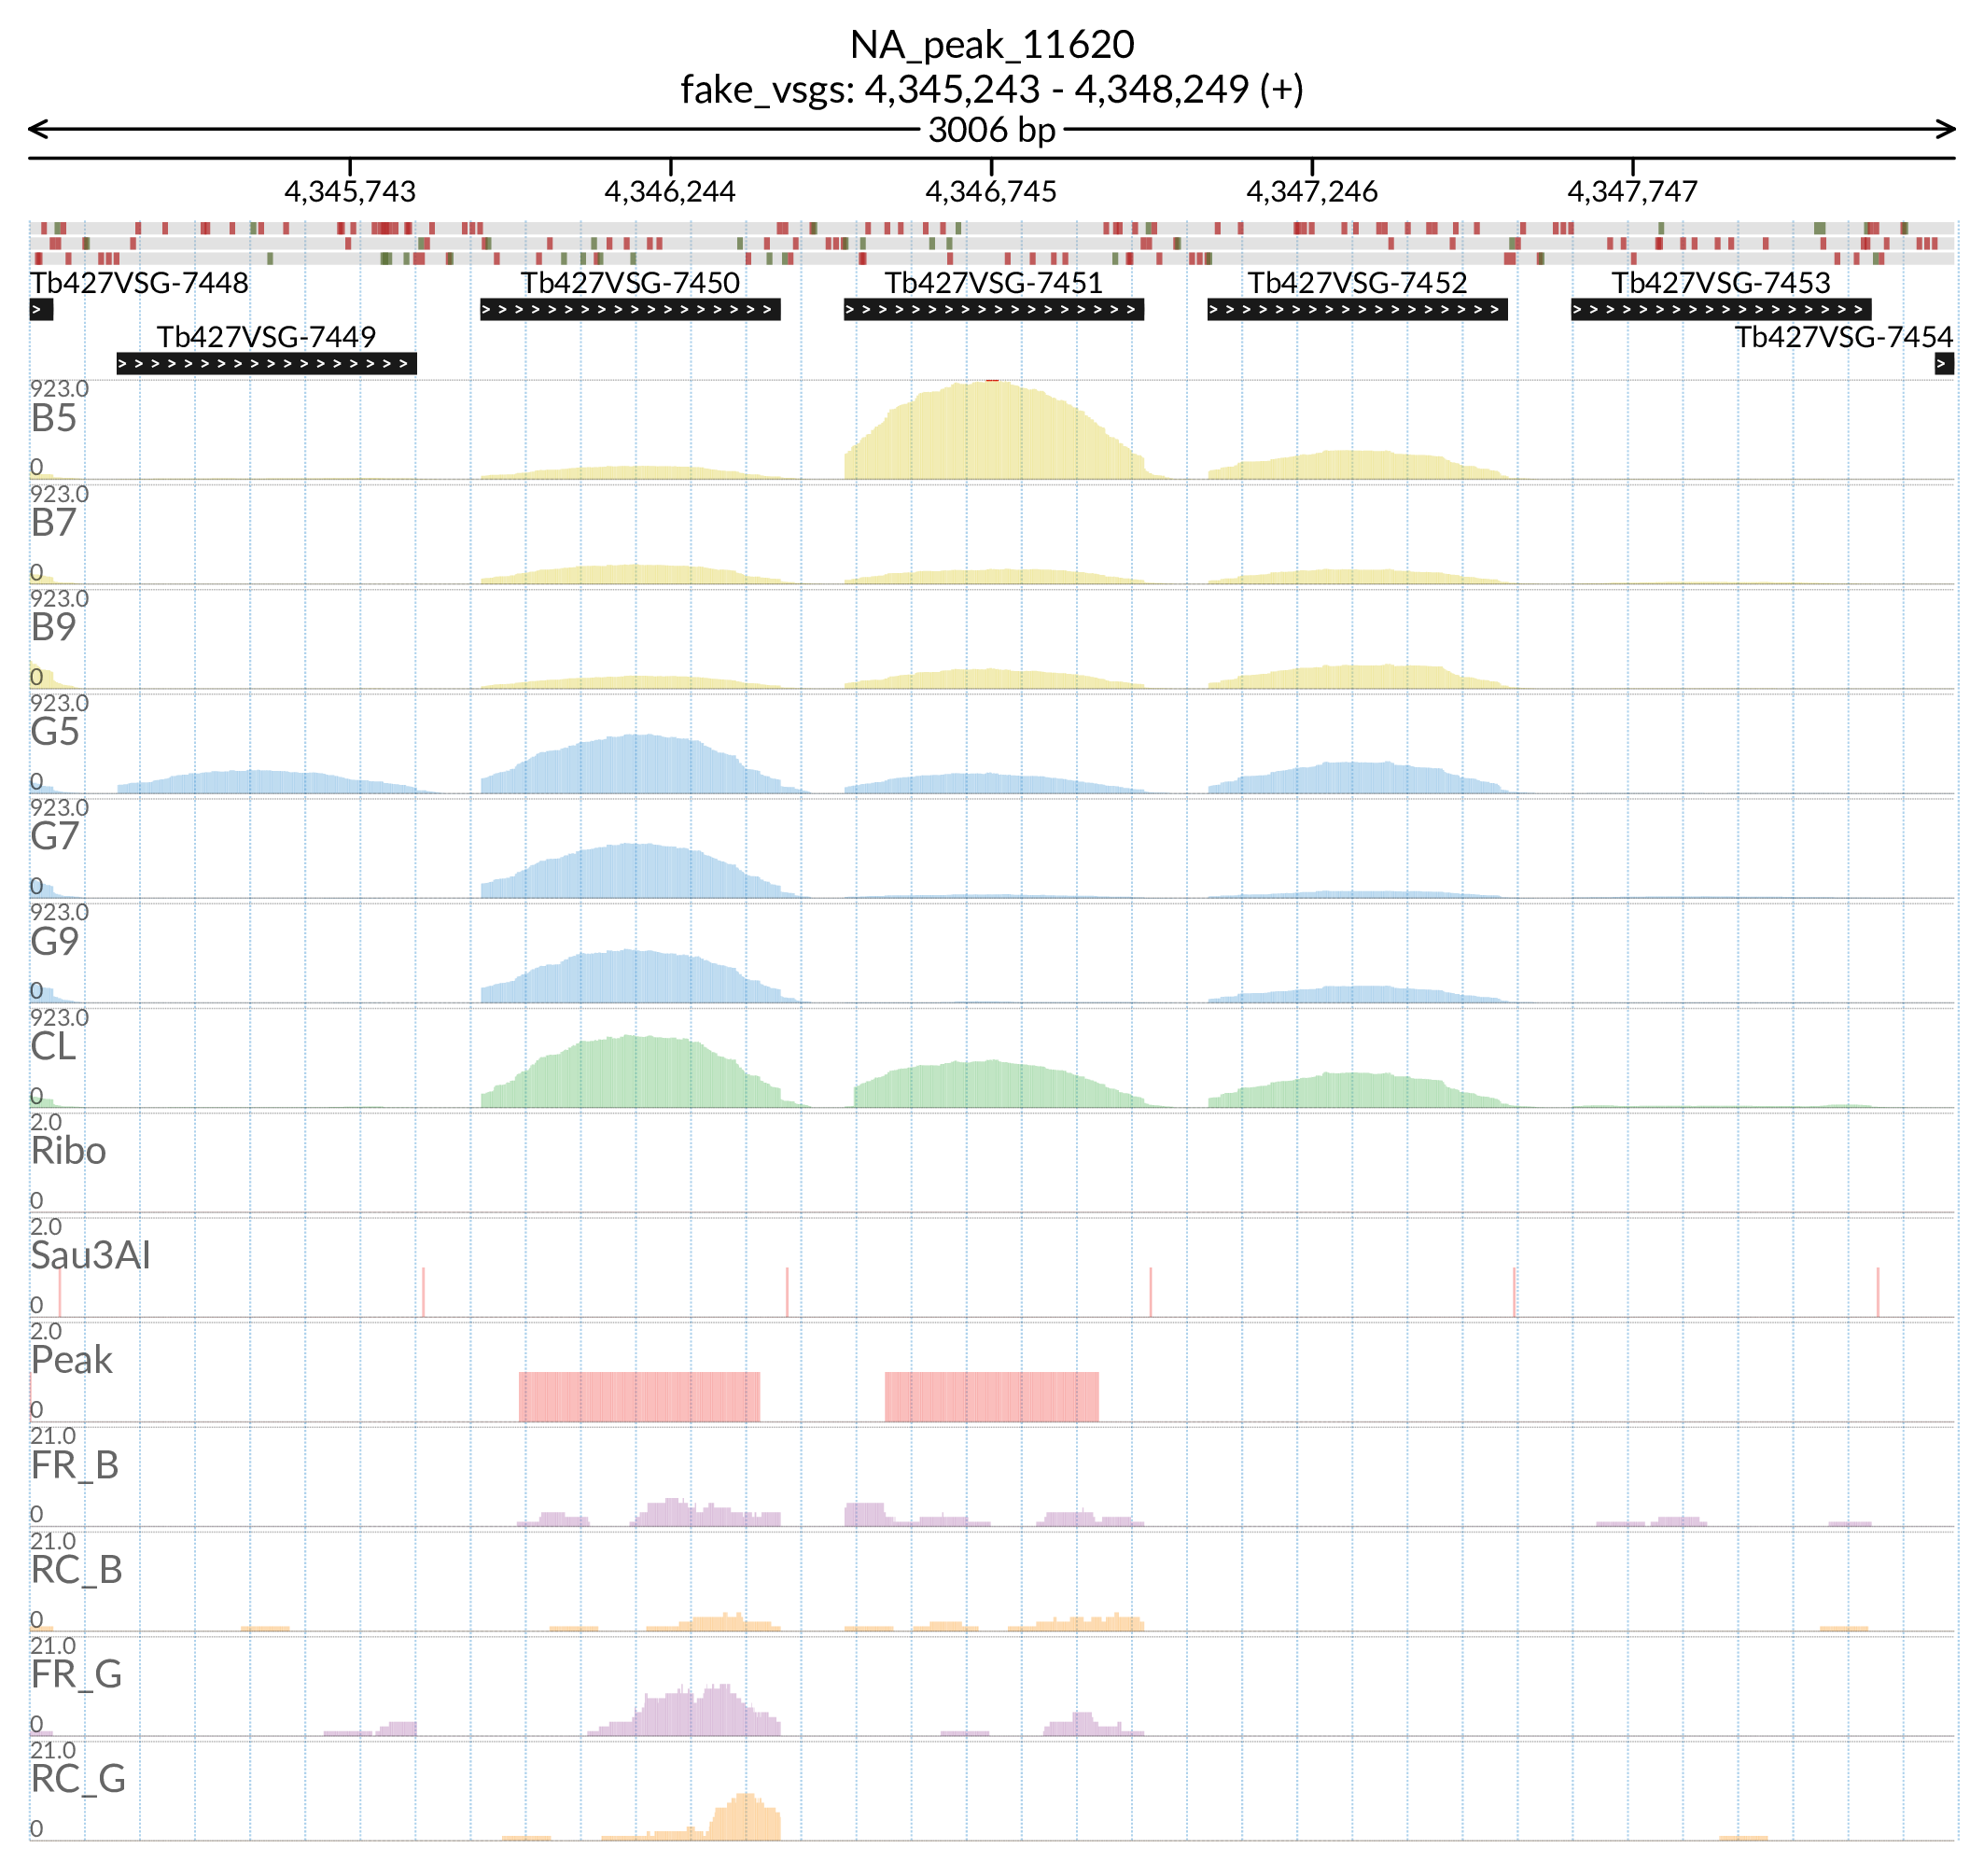 NA_peak_11620
fake_vsgs: 4,345,243 - 4,348,249 (+)
3006 bp
4,345,743 4,346,244 4,346,745 4,347,246 4,347,747
Tb427VSG-7448 Tb427VSG-7450 Tb427VSG-7451 Tb427VSG-7452 Tb427VSG-7453
Tb427VSG-7449 Tb427VSG-7454
923.0
B5
0
923.0
B7
0
923.0
B9
0
923.0
G5
0
923.0
G7
0
923.0
G9
0
923.0
CL
0
2.0
Ribo
0
2.0
Sau3AI
0
2.0
Peak
0
21.0
FR_B
0
21.0
RC_B
0
21.0
FR_G
0
21.0
RC_G
0